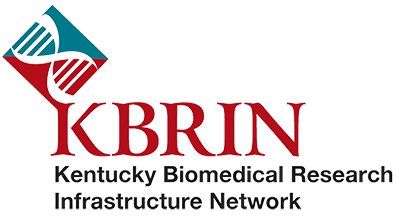 KBRIN
Kentucky Biomedical Research
Infrastructure Network